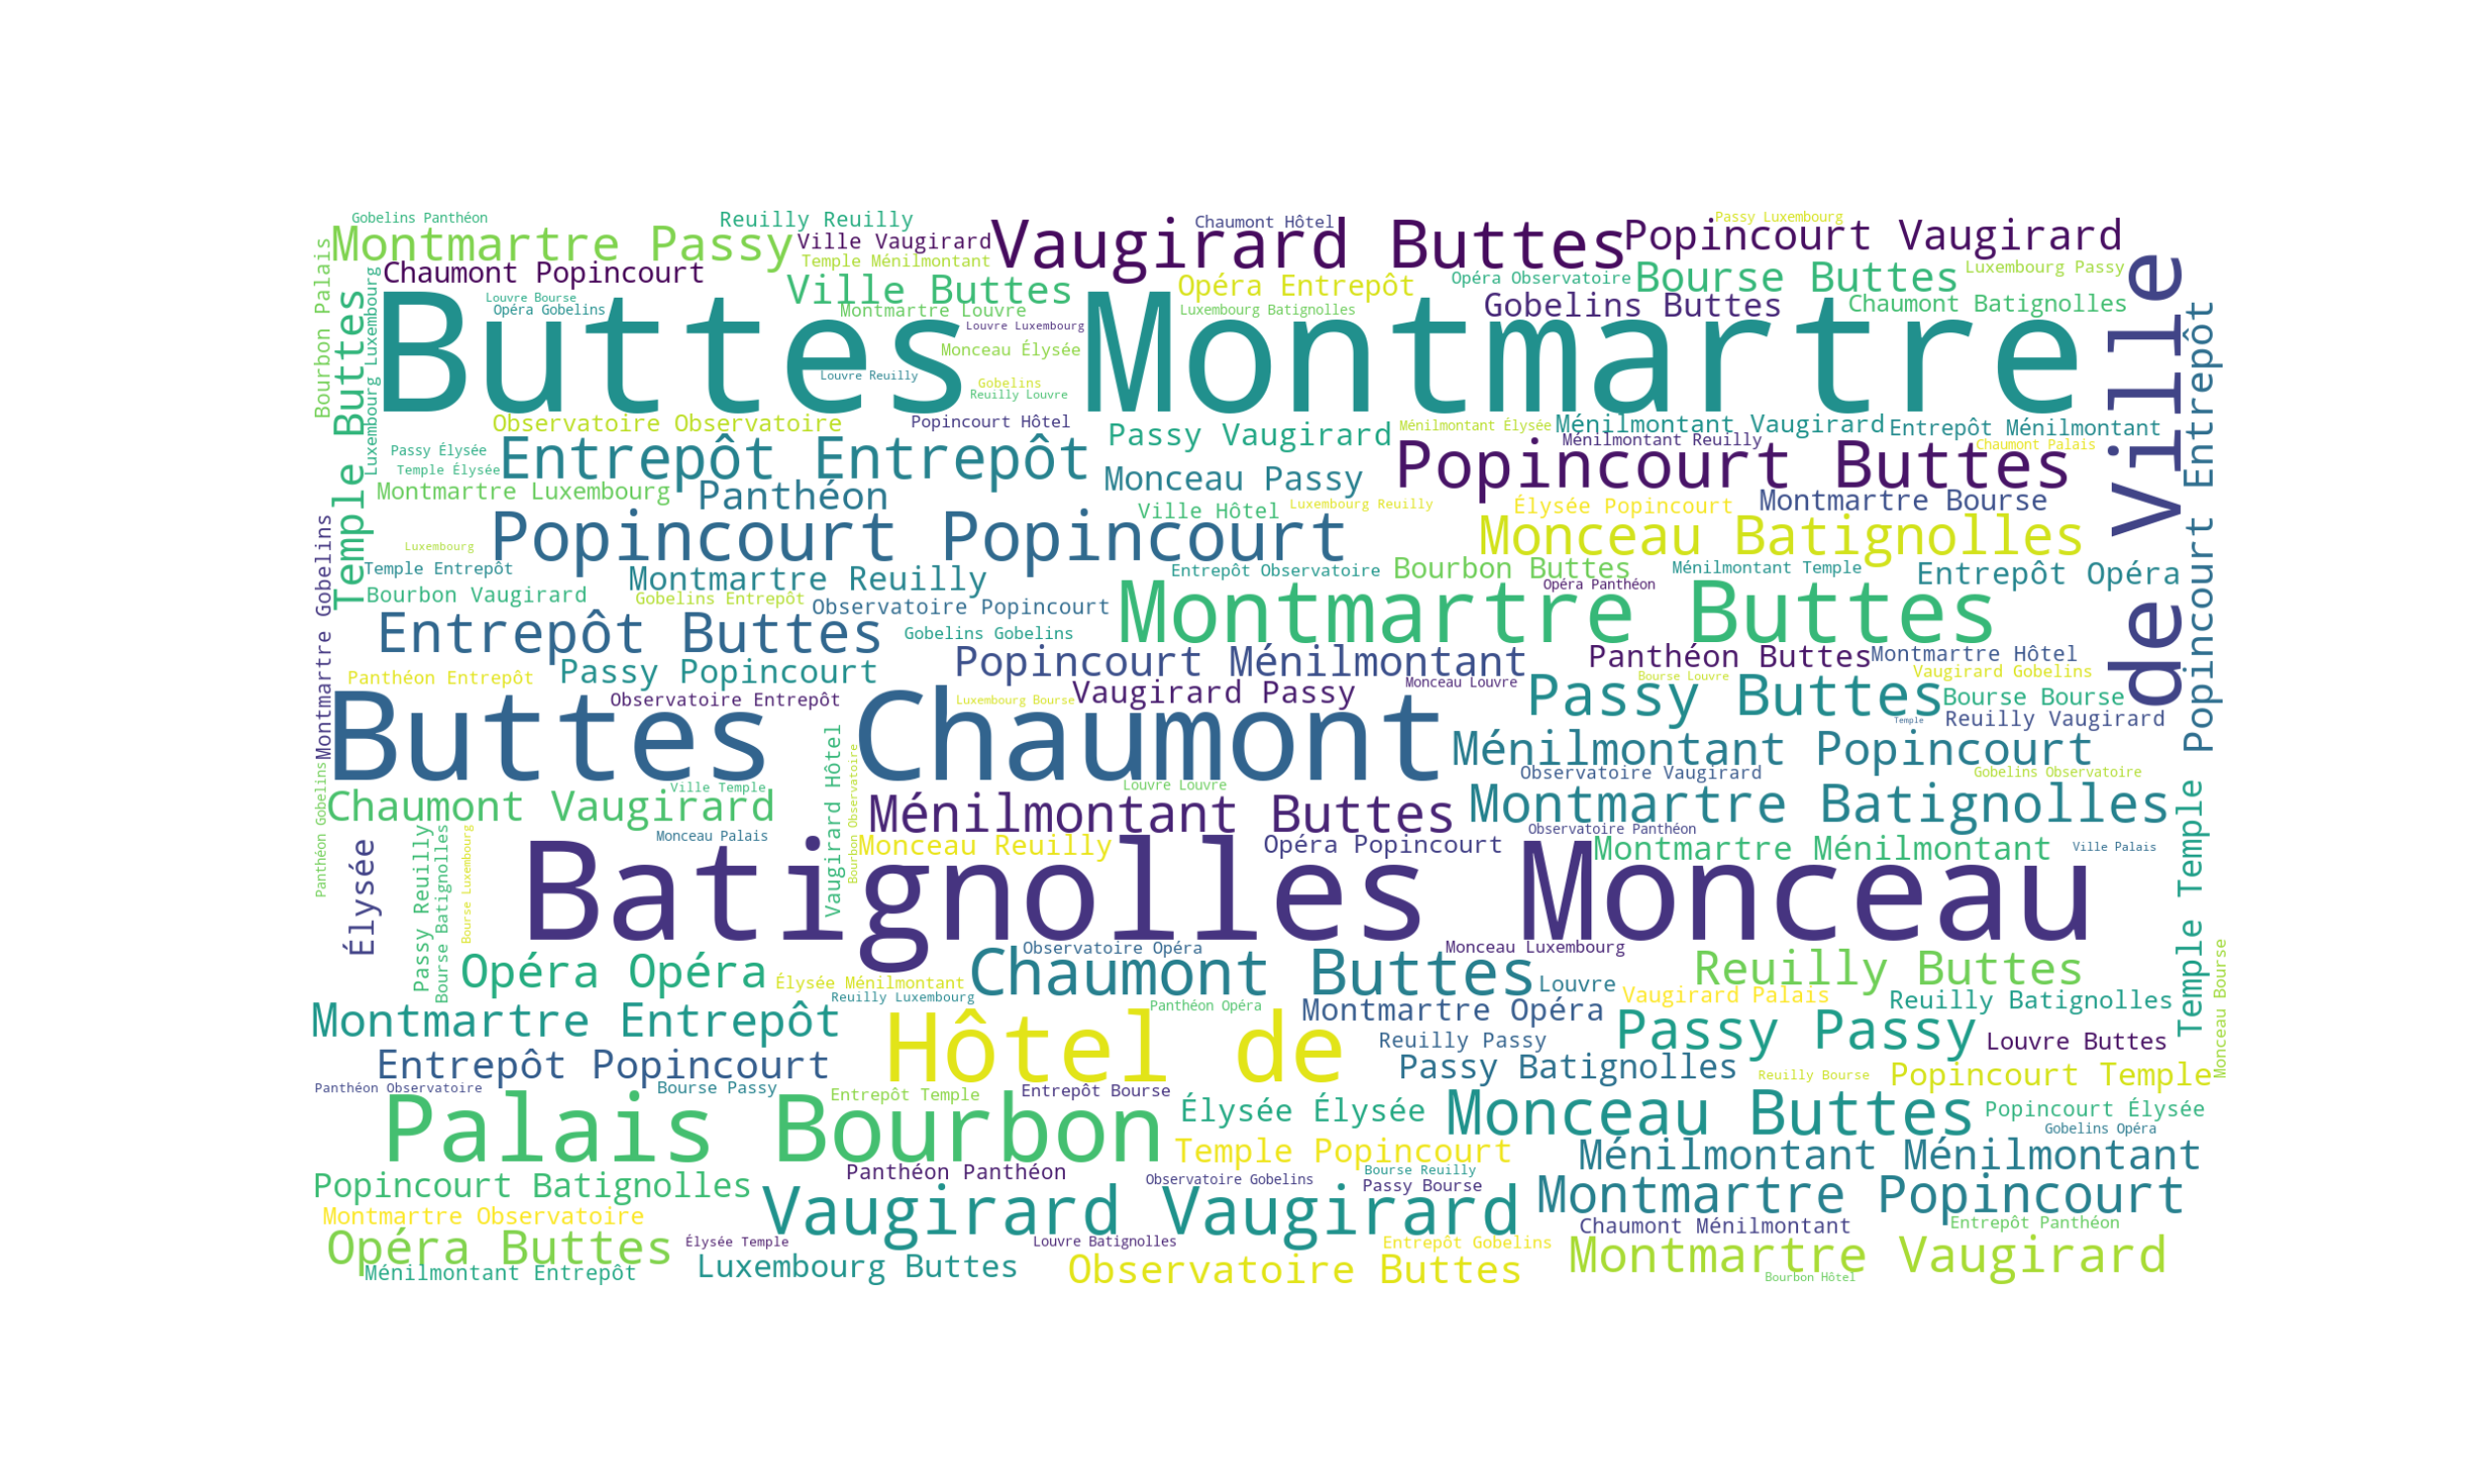 Gobelins Panthéon
Reuilly Reuilly
Chaumont Hôtel
Passy Luxembourg
Montmartre Passy
Ville Vaugirard
Vaugirard Buttes
Popincourt Vaugirard
Temple Ménilmontant
Chaumont Popincourt
Ville Buttes
Opéra Entrepôt
Opéra Observatoire
Bourse Buttes
Luxembourg Passy
Bourbon Palais
Temple Buttes
Luxembourg Luxembourg
Louvre Bourse
Opéra Gobelins
Montmartre Louvre
Louvre Luxembourg
Luxembourg Batignolles
Gobelins Buttes
Chaumont Batignolles
Buttes Montmartre
de Ville
Popincourt Entrepôt
Monceau Élysée
Louvre Reuilly
Gobelins
Reuilly Louvre
Observatoire Observatoire
Popincourt Hôtel
Passy Vaugirard
Ménilmontant Élysée
Ménilmontant Vaugirard
Entrepôt Ménilmontant
Ménilmontant Reuilly
Chaumont Palais
Passy Élysée
Temple Élysée
Entrepôt Entrepôt
Monceau Passy
Popincourt Buttes
Montmartre Luxembourg
Panthéon
Ville Hôtel
Luxembourg Reuilly
Élysée Popincourt
Montmartre Bourse
Montmartre Gobelins
Popincourt Popincourt
Monceau Batignolles
Luxembourg
Temple Entrepôt
Montmartre Reuilly
Entrepôt Observatoire
Bourbon Buttes
Ménilmontant Temple
Entrepôt Opéra
Opéra Panthéon
Bourbon Vaugirard
Gobelins Entrepôt
Observatoire Popincourt
Montmartre Buttes
Entrepôt Buttes
Gobelins Gobelins
Passy Popincourt
Popincourt Ménilmontant
Panthéon Buttes
Montmartre Hôtel
Panthéon Entrepôt
Vaugirard Gobelins
Observatoire Entrepôt
Luxembourg Bourse
Vaugirard Passy
Monceau Louvre
Bourse Louvre
Passy Buttes
Bourse Bourse
Temple
Reuilly Vaugirard
Buttes Chaumont
Ménilmontant Popincourt
Panthéon Gobelins
Vaugirard Hôtel
Bourbon Observatoire
Observatoire Vaugirard
Gobelins Observatoire
Ville Temple
Louvre Louvre
Chaumont Vaugirard
Ménilmontant Buttes
Montmartre Batignolles
Temple Temple
Observatoire Panthéon
Monceau Palais
Monceau Reuilly
Opéra Popincourt
Montmartre Ménilmontant
Ville Palais
Élysée
Passy Reuilly
Bourse Batignolles
Bourse Luxembourg
Batignolles Monceau
Observatoire Opéra
Monceau Luxembourg
Monceau Bourse
Opéra Opéra
Chaumont Buttes
Reuilly Buttes
Élysée Ménilmontant
Louvre
Reuilly Luxembourg
Vaugirard Palais
Reuilly Batignolles
Panthéon Opéra
Montmartre Opéra
Montmartre Entrepôt
Hôtel de
Passy Passy
Reuilly Passy
Louvre Buttes
Entrepôt Popincourt
Passy Batignolles
Reuilly Bourse
Popincourt Temple
Panthéon Observatoire
Bourse Passy
Entrepôt Temple
Entrepôt Bourse
Palais Bourbon
Élysée Élysée
Monceau Buttes
Popincourt Élysée
Gobelins Opéra
Temple Popincourt
Ménilmontant Ménilmontant
Panthéon Panthéon
Bourse Reuilly
Observatoire Gobelins
Passy Bourse
Popincourt Batignolles
Montmartre Popincourt
Vaugirard Vaugirard
Montmartre Observatoire
Chaumont Ménilmontant
Entrepôt Panthéon
Opéra Buttes
Élysée Temple
Louvre Batignolles
Entrepôt Gobelins
Montmartre Vaugirard
Ménilmontant Entrepôt
Luxembourg Buttes
Observatoire Buttes
Bourbon Hôtel